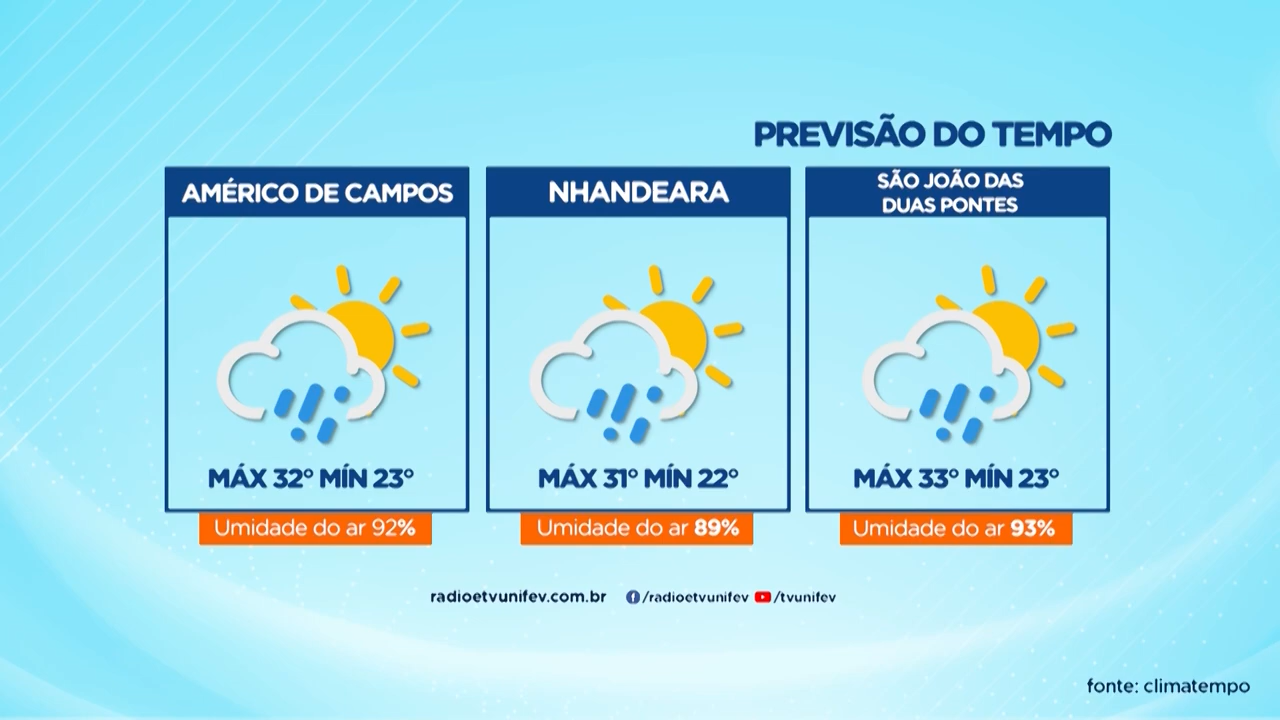 PREVISÃO DO TEMPO
AMÉRICO DE CAMPOS
MÁX 32° MÍN 23°
Umidade do ar 92%
NHANDEARA
MÁX 31° MÍN 22°
Umidade do ar 89%
SÃO JOÃO DAS
DUAS PONTES
MÁX 33° MÍN 23°
Umidade do ar 93%
radioetvunifev.com.br /radioetvunifev /tvunifev
fonte: climatempo